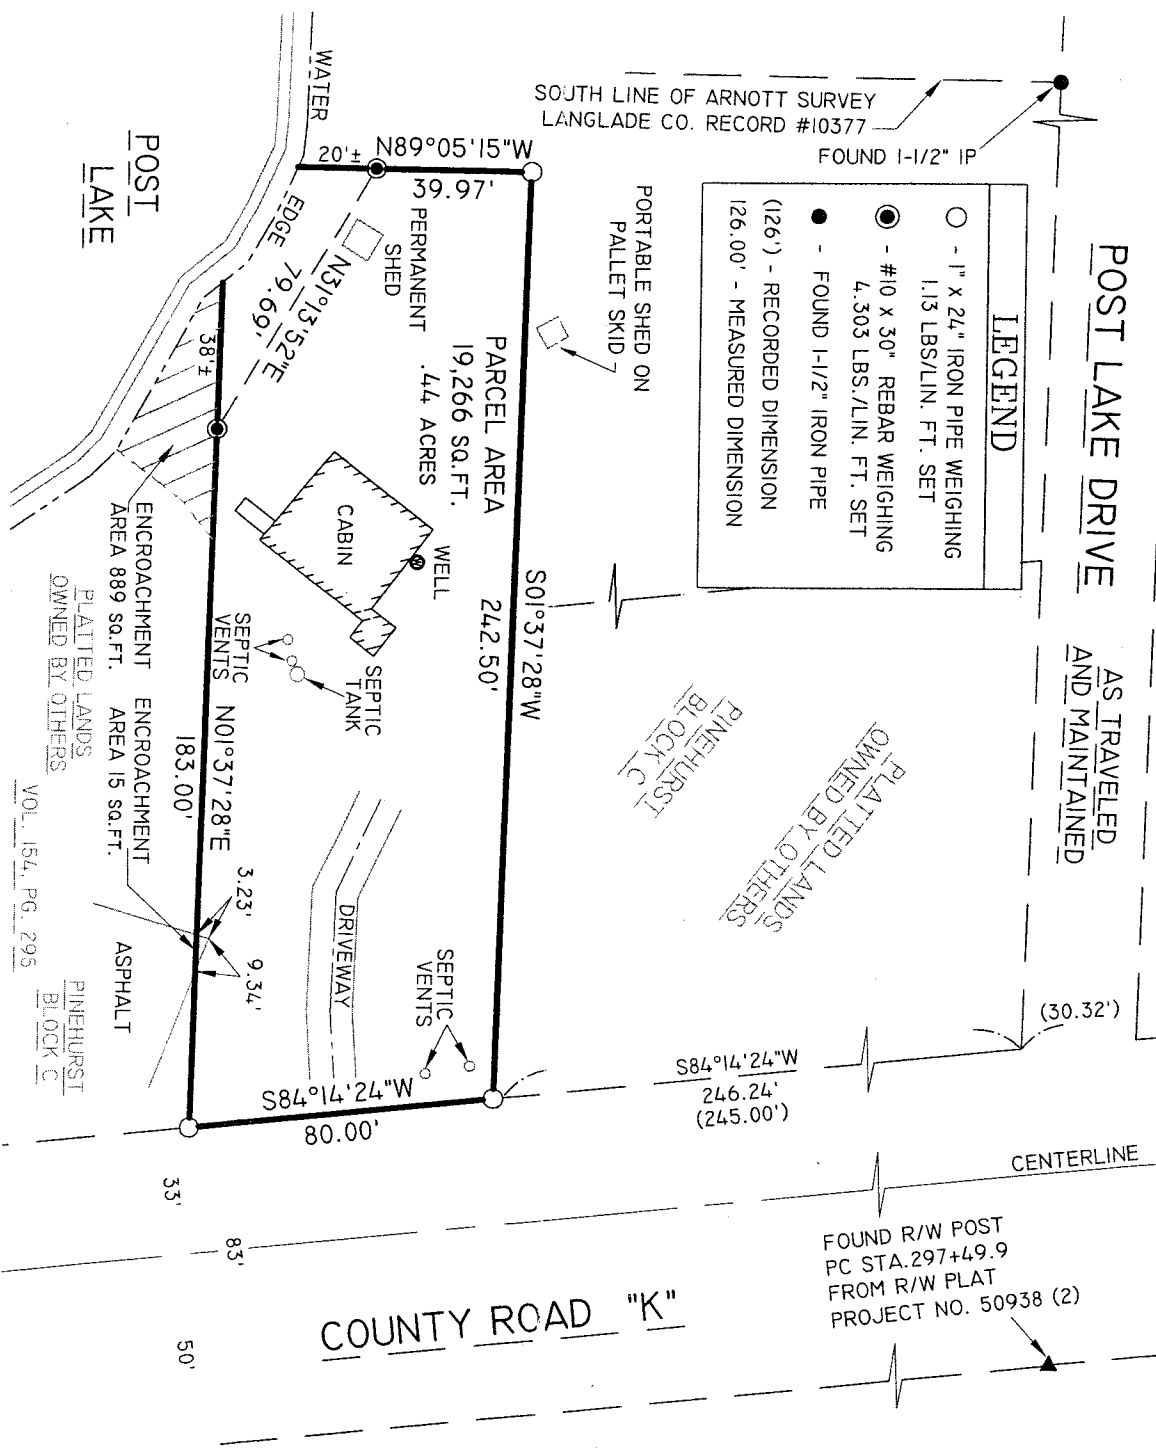 SOUTH LINE OF ARNOTT SURVEY
LANGLADE CO. RECORD #10377
FOUND 1-1/2" IP
POST LAKE DRIVE
AS TRAVELED
AND MAINTAINED
LEGEND
○ - 1" x 24" IRON PIPE WEIGHING
1.13 LBS/LIN. FT. SET
- #10 x 30" REBAR WEIGHING
4.303 LBS./LIN. FT. SET
● - FOUND 1-1/2" IRON PIPE
(126') - RECORDED DIMENSION
126.00' - MEASURED DIMENSION
WATER
EDGE
POST
LAKE
20'±
N89°05'15"W
39.97'
N31°13'52"E
79.69'
PERMANENT
SHED
PORTABLE SHED ON
PALLET SKID
PARCEL AREA
19,266 SQ.FT.
.44 ACRES
S01°37'28"W
242.50'
38'±
CABIN
W
WELL
SEPTIC
TANK
SEPTIC
VENTS
N01°37'28"E
183.00'
ENCROACHMENT
AREA 889 SQ.FT.
ENCROACHMENT
AREA 15 SQ.FT.
PLATTED LANDS
OWNED BY OTHERS
VOL. 154, PG. 295
PINEHURST
BLOCK C
ASPHALT
3.23'
9.34'
DRIVEWAY
SEPTIC
VENTS
PINEHURST
BLOCK C
PLATTED LANDS
OWNED BY OTHERS
(30.32')
S84°14'24"W
246.24'
(245.00')
S84°14'24"W
80.00'
CENTERLINE
33'
83'
50'
COUNTY ROAD "K"
FOUND R/W POST
PC STA.297+49.9
FROM R/W PLAT
PROJECT NO. 50938 (2)